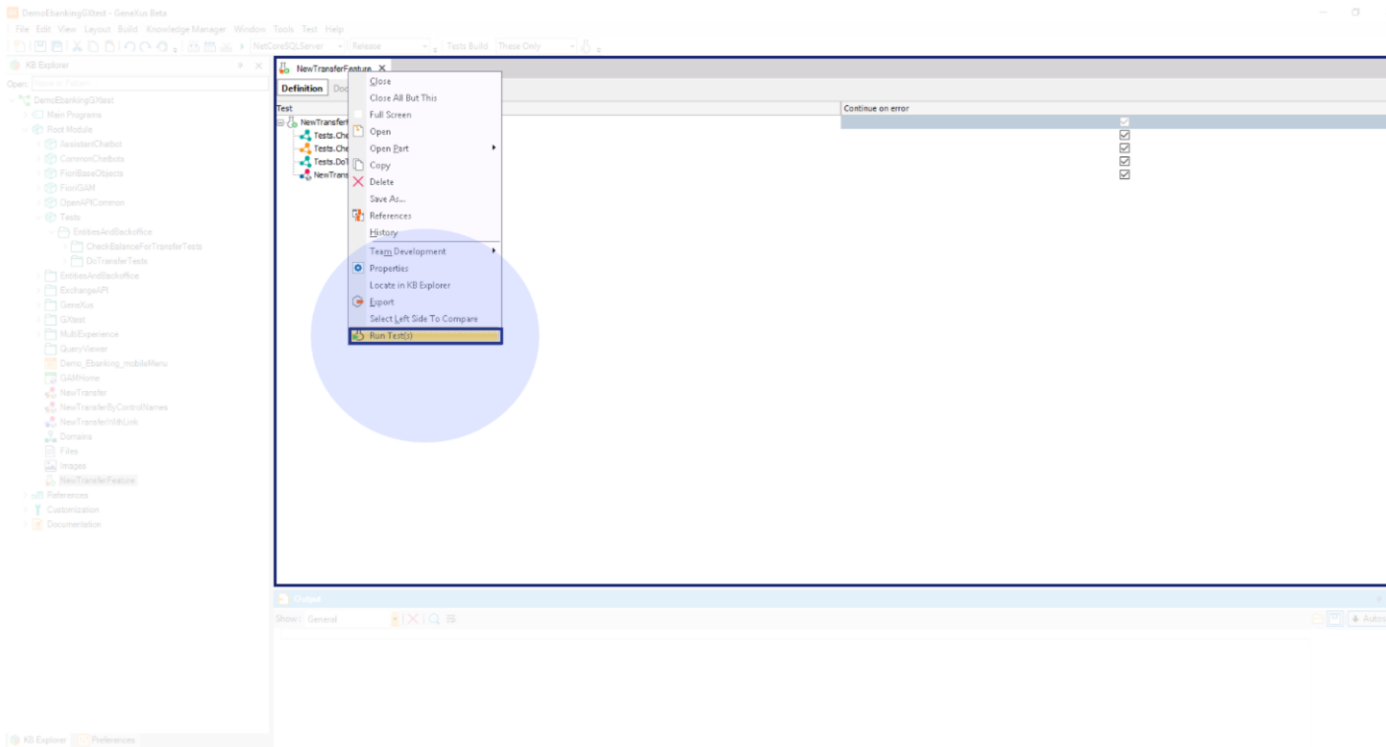 DemoEbankingGXtest - GeneXus Beta
File Edit View Layout Build Knowledge Manager Window Tools Test Help
NetCoreSQLServer Release Tests Build These Only
KB Explorer
Open:
DemoEbankingGXtest
Main Programs
Root Module
AssistantChatbot
CommonChatbots
FioriBaseObjects
FioriGAM
OpenAPICommon
Tests
EntitiesAndBackoffice
CheckBalanceForTransferTests
DoTransferTests
EntitiesAndBackoffice
ExchangeAPI
GeneXus
GXtest
MultiExperience
QueryViewer
Demo_Ebanking_mobileMenu
GAMHome
NewTransfer
NewTransferByControlNames
NewTransferWithLink
Domains
Files
Images
NewTransferFeature
References
Customization
Documentation
KB Explorer Preferences
NewTransferFeature X
Definition Doc
Test Continue on error
NewTransferF
Tests.Che
Tests.Che
Tests.DoT
NewTrans
Close
Close All But This
Full Screen
Open
Open Part
Copy
Delete
Save As...
References
History
Team Development
Properties
Locate in KB Explorer
Export
Select Left Side To Compare
Run Test(s)
Output
Show: General